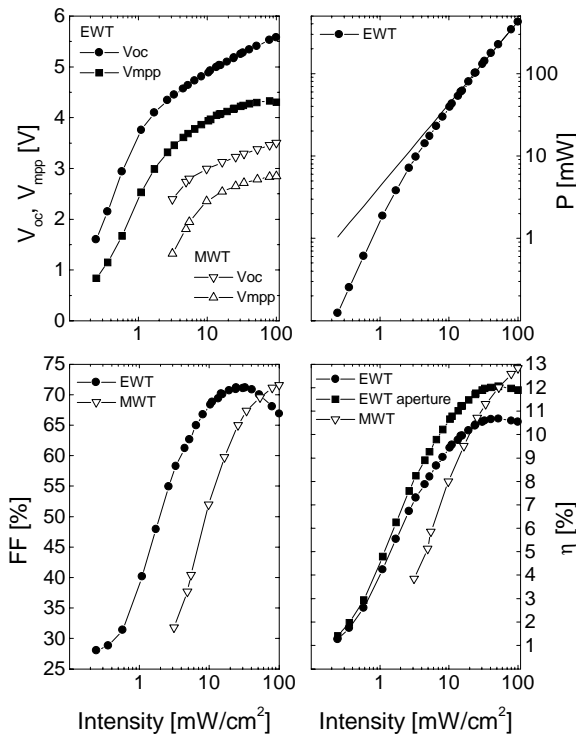 EWT
Voc
Vmpp
MWT
Voc
Vmpp
Voc, Vmpp [V]
6
5
4
3
2
1
0
1 10 100
EWT
P [mW]
100
10
1
1 10 100
EWT
MWT
FF [%]
75
70
65
60
55
50
45
40
35
30
25
1 10 100
Intensity [mW/cm²]
EWT
EWT aperture
MWT
η [%]
13
12
11
10
9
8
7
6
5
4
3
2
1
1 10 100
Intensity [mW/cm²]